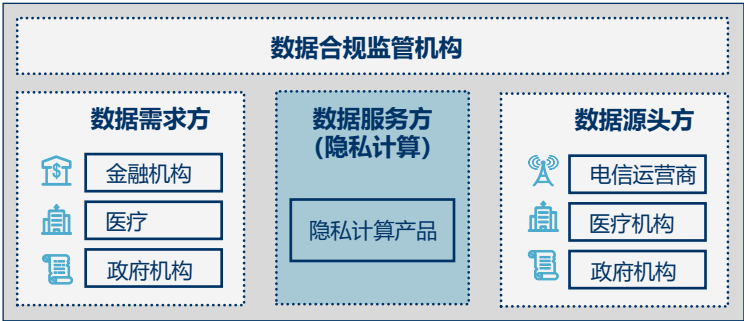 数据合规监管机构
数据需求方
金融机构
医疗
政府机构
数据服务方
(隐私计算)
隐私计算产品
数据源头方
电信运营商
医疗机构
政府机构